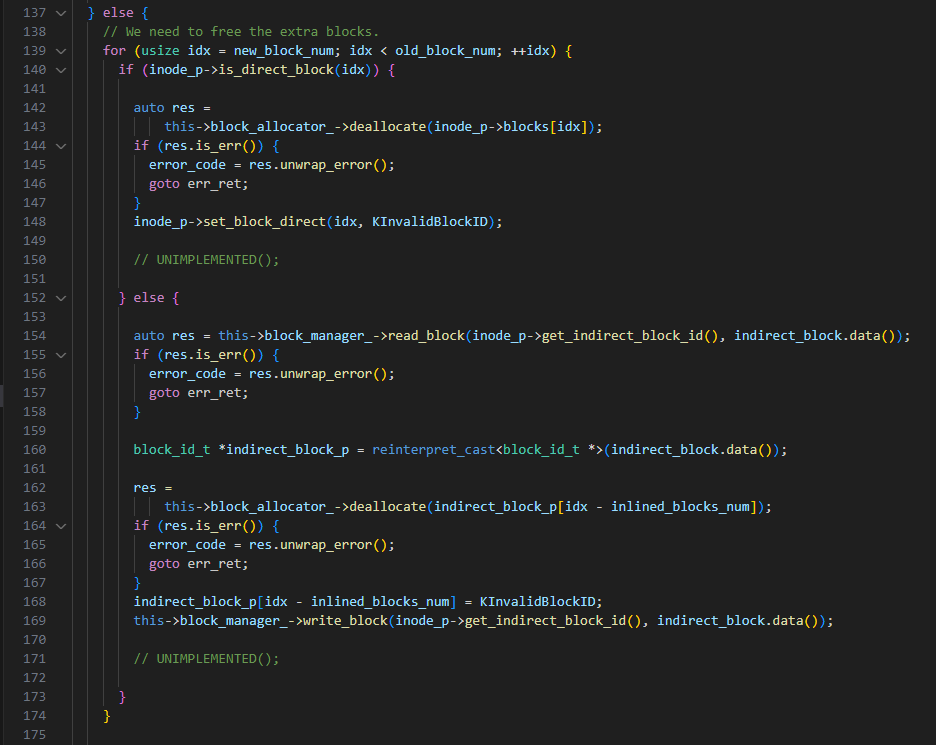 137 } else {
138 // We need to free the extra blocks.
139 for (usize idx = new_block_num; idx < old_block_num; ++idx) {
140 if (inode_p->is_direct_block(idx)) {
141
142 auto res =
143 this->block_allocator_->deallocate(inode_p->blocks[idx]);
144 if (res.is_err()) {
145 error_code = res.unwrap_error();
146 goto err_ret;
147 }
148 inode_p->set_block_direct(idx, KInvalidBlockID);
149
150 // UNIMPLEMENTED();
151
152 } else {
153
154 auto res = this->block_manager_->read_block(inode_p->get_indirect_block_id(), indirect_block.data());
155 if (res.is_err()) {
156 error_code = res.unwrap_error();
157 goto err_ret;
158 }
159
160 block_id_t *indirect_block_p = reinterpret_cast<block_id_t *>(indirect_block.data());
161
162 res =
163 this->block_allocator_->deallocate(indirect_block_p[idx - inlined_blocks_num]);
164 if (res.is_err()) {
165 error_code = res.unwrap_error();
166 goto err_ret;
167 }
168 indirect_block_p[idx - inlined_blocks_num] = KInvalidBlockID;
169 this->block_manager_->write_block(inode_p->get_indirect_block_id(), indirect_block.data());
170
171 // UNIMPLEMENTED();
172
173 }
174 }
175